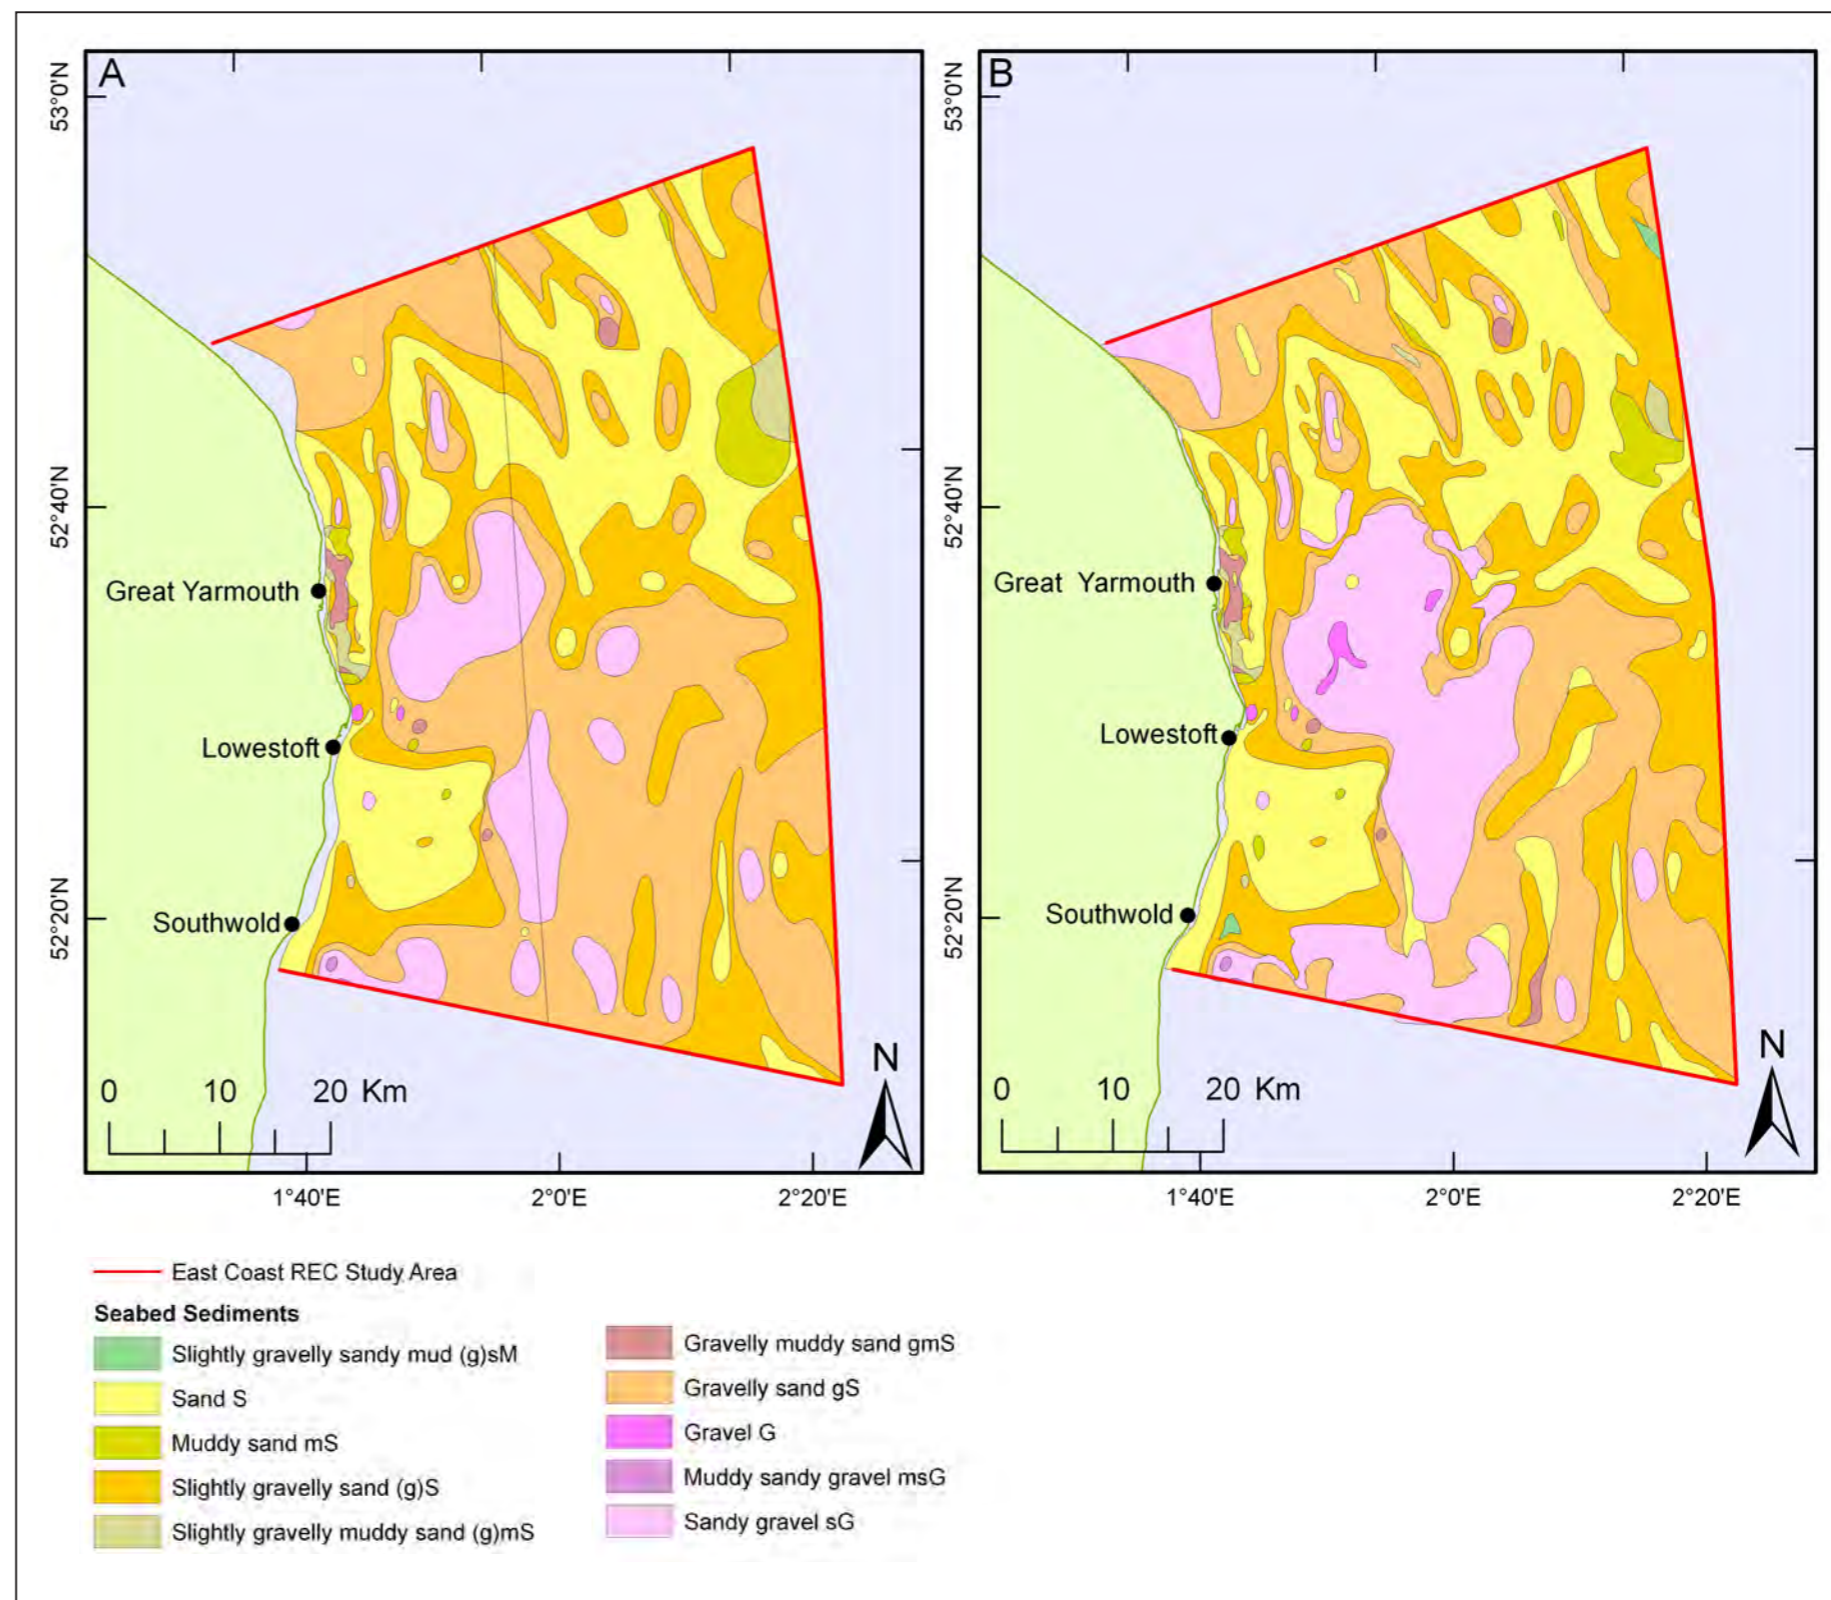 A
B
53°0'N
53°0'N
52°40'N
52°40'N
Great Yarmouth
Great Yarmouth
Lowestoft
Lowestoft
52°20'N
52°20'N
Southwold
Southwold
N
N
0 10 20 Km
0 10 20 Km
1°40'E 2°0'E 2°20'E
1°40'E 2°0'E 2°20'E
East Coast REC Study Area
Seabed Sediments
Slightly gravelly sandy mud (g)sM
Sand S
Muddy sand mS
Slightly gravelly sand (g)S
Slightly gravelly muddy sand (g)mS
Gravelly muddy sand gmS
Gravelly sand gS
Gravel G
Muddy sandy gravel msG
Sandy gravel sG